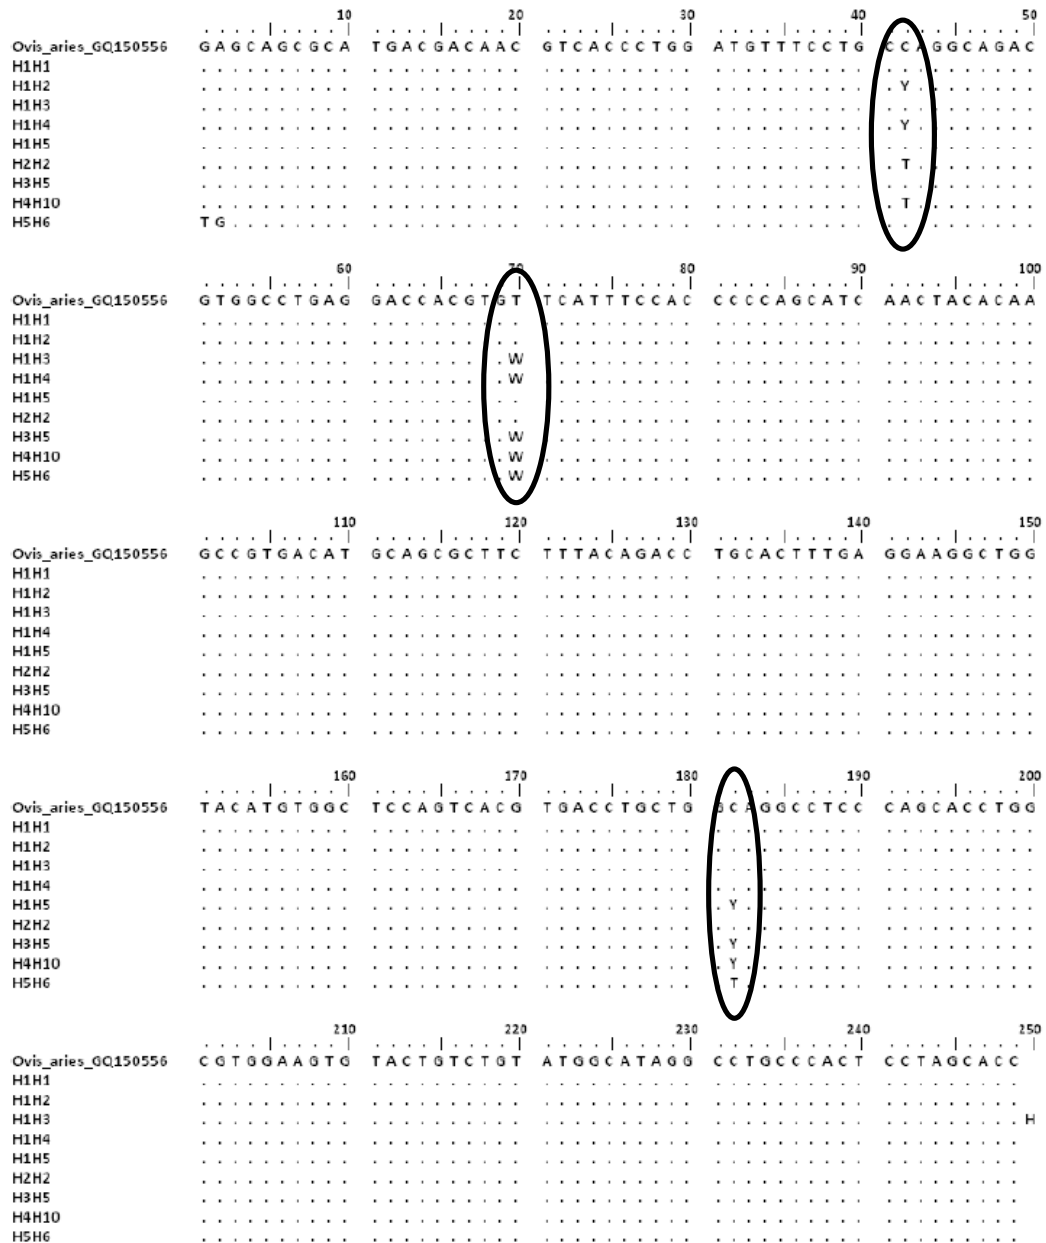 10 20 30 40 50
Ovis_aries_GQ150556 GAGCAGCGCA TGACGACAAC GTCACCCTGG ATGTTTCCTG CCAGGCAGAC
H1H1 .......... .......... .......... .......... ..........
H1H2 .......... .......... .......... .......... .Y........
H1H3 .......... .......... .......... .......... ..........
H1H4 .......... .......... .......... .......... .Y........
H1H5 .......... .......... .......... .......... ..........
H2H2 .......... .......... .......... .......... .T........
H3H5 .......... .......... .......... .......... ..........
H4H10 .......... .......... .......... .......... .T........
H5H6 TG........ .......... .......... .......... ..........
60 70 80 90 100
Ovis_aries_GQ150556 GTGGCCTGAG GACCACGTGT TCATTTCCAC CCCCAGCATC AACTACACAA
H1H1 .......... .......... .......... .......... ..........
H1H2 .......... .......... .......... .......... ..........
H1H3 .......... .........W .......... .......... ..........
H1H4 .......... .........W .......... .......... ..........
H1H5 .......... .......... .......... .......... ..........
H2H2 .......... .......... .......... .......... ..........
H3H5 .......... .........W .......... .......... ..........
H4H10 .......... .........W .......... .......... ..........
H5H6 .......... .........W .......... .......... ..........
110 120 130 140 150
Ovis_aries_GQ150556 GCCGTGACAT GCAGCGCTTC TTTACAGACC TGCACTTTGA GGAAGGCTGG
H1H1 .......... .......... .......... .......... ..........
H1H2 .......... .......... .......... .......... ..........
H1H3 .......... .......... .......... .......... ..........
H1H4 .......... .......... .......... .......... ..........
H1H5 .......... .......... .......... .......... ..........
H2H2 .......... .......... .......... .......... ..........
H3H5 .......... .......... .......... .......... ..........
H4H10 .......... .......... .......... .......... ..........
H5H6 .......... .......... .......... .......... ..........
160 170 180 190 200
Ovis_aries_GQ150556 TACATGTGGC TCCAGTCACG TGACCTGCTG GCAGGCCTCC CAGCACCTGG
H1H1 .......... .......... .......... .......... ..........
H1H2 .......... .......... .......... .......... ..........
H1H3 .......... .......... .......... .......... ..........
H1H4 .......... .......... .......... .......... ..........
H1H5 .......... .......... .......... .Y........ ..........
H2H2 .......... .......... .......... .......... ..........
H3H5 .......... .......... .......... .Y........ ..........
H4H10 .......... .......... .......... .Y........ ..........
H5H6 .......... .......... .......... .T........ ..........
210 220 230 240 250
Ovis_aries_GQ150556 CGTGGAAGTG TACTGTCTGT ATGGCATAGG CCTGCCCACT CCTAGCACC
H1H1 .......... .......... .......... .......... .........
H1H2 .......... .......... .......... .......... .........
H1H3 .......... .......... .......... .......... .........H
H1H4 .......... .......... .......... .......... .........
H1H5 .......... .......... .......... .......... .........
H2H2 .......... .......... .......... .......... .........
H3H5 .......... .......... .......... .......... .........
H4H10 .......... .......... .......... .......... .........
H5H6 .......... .......... .......... .......... .........